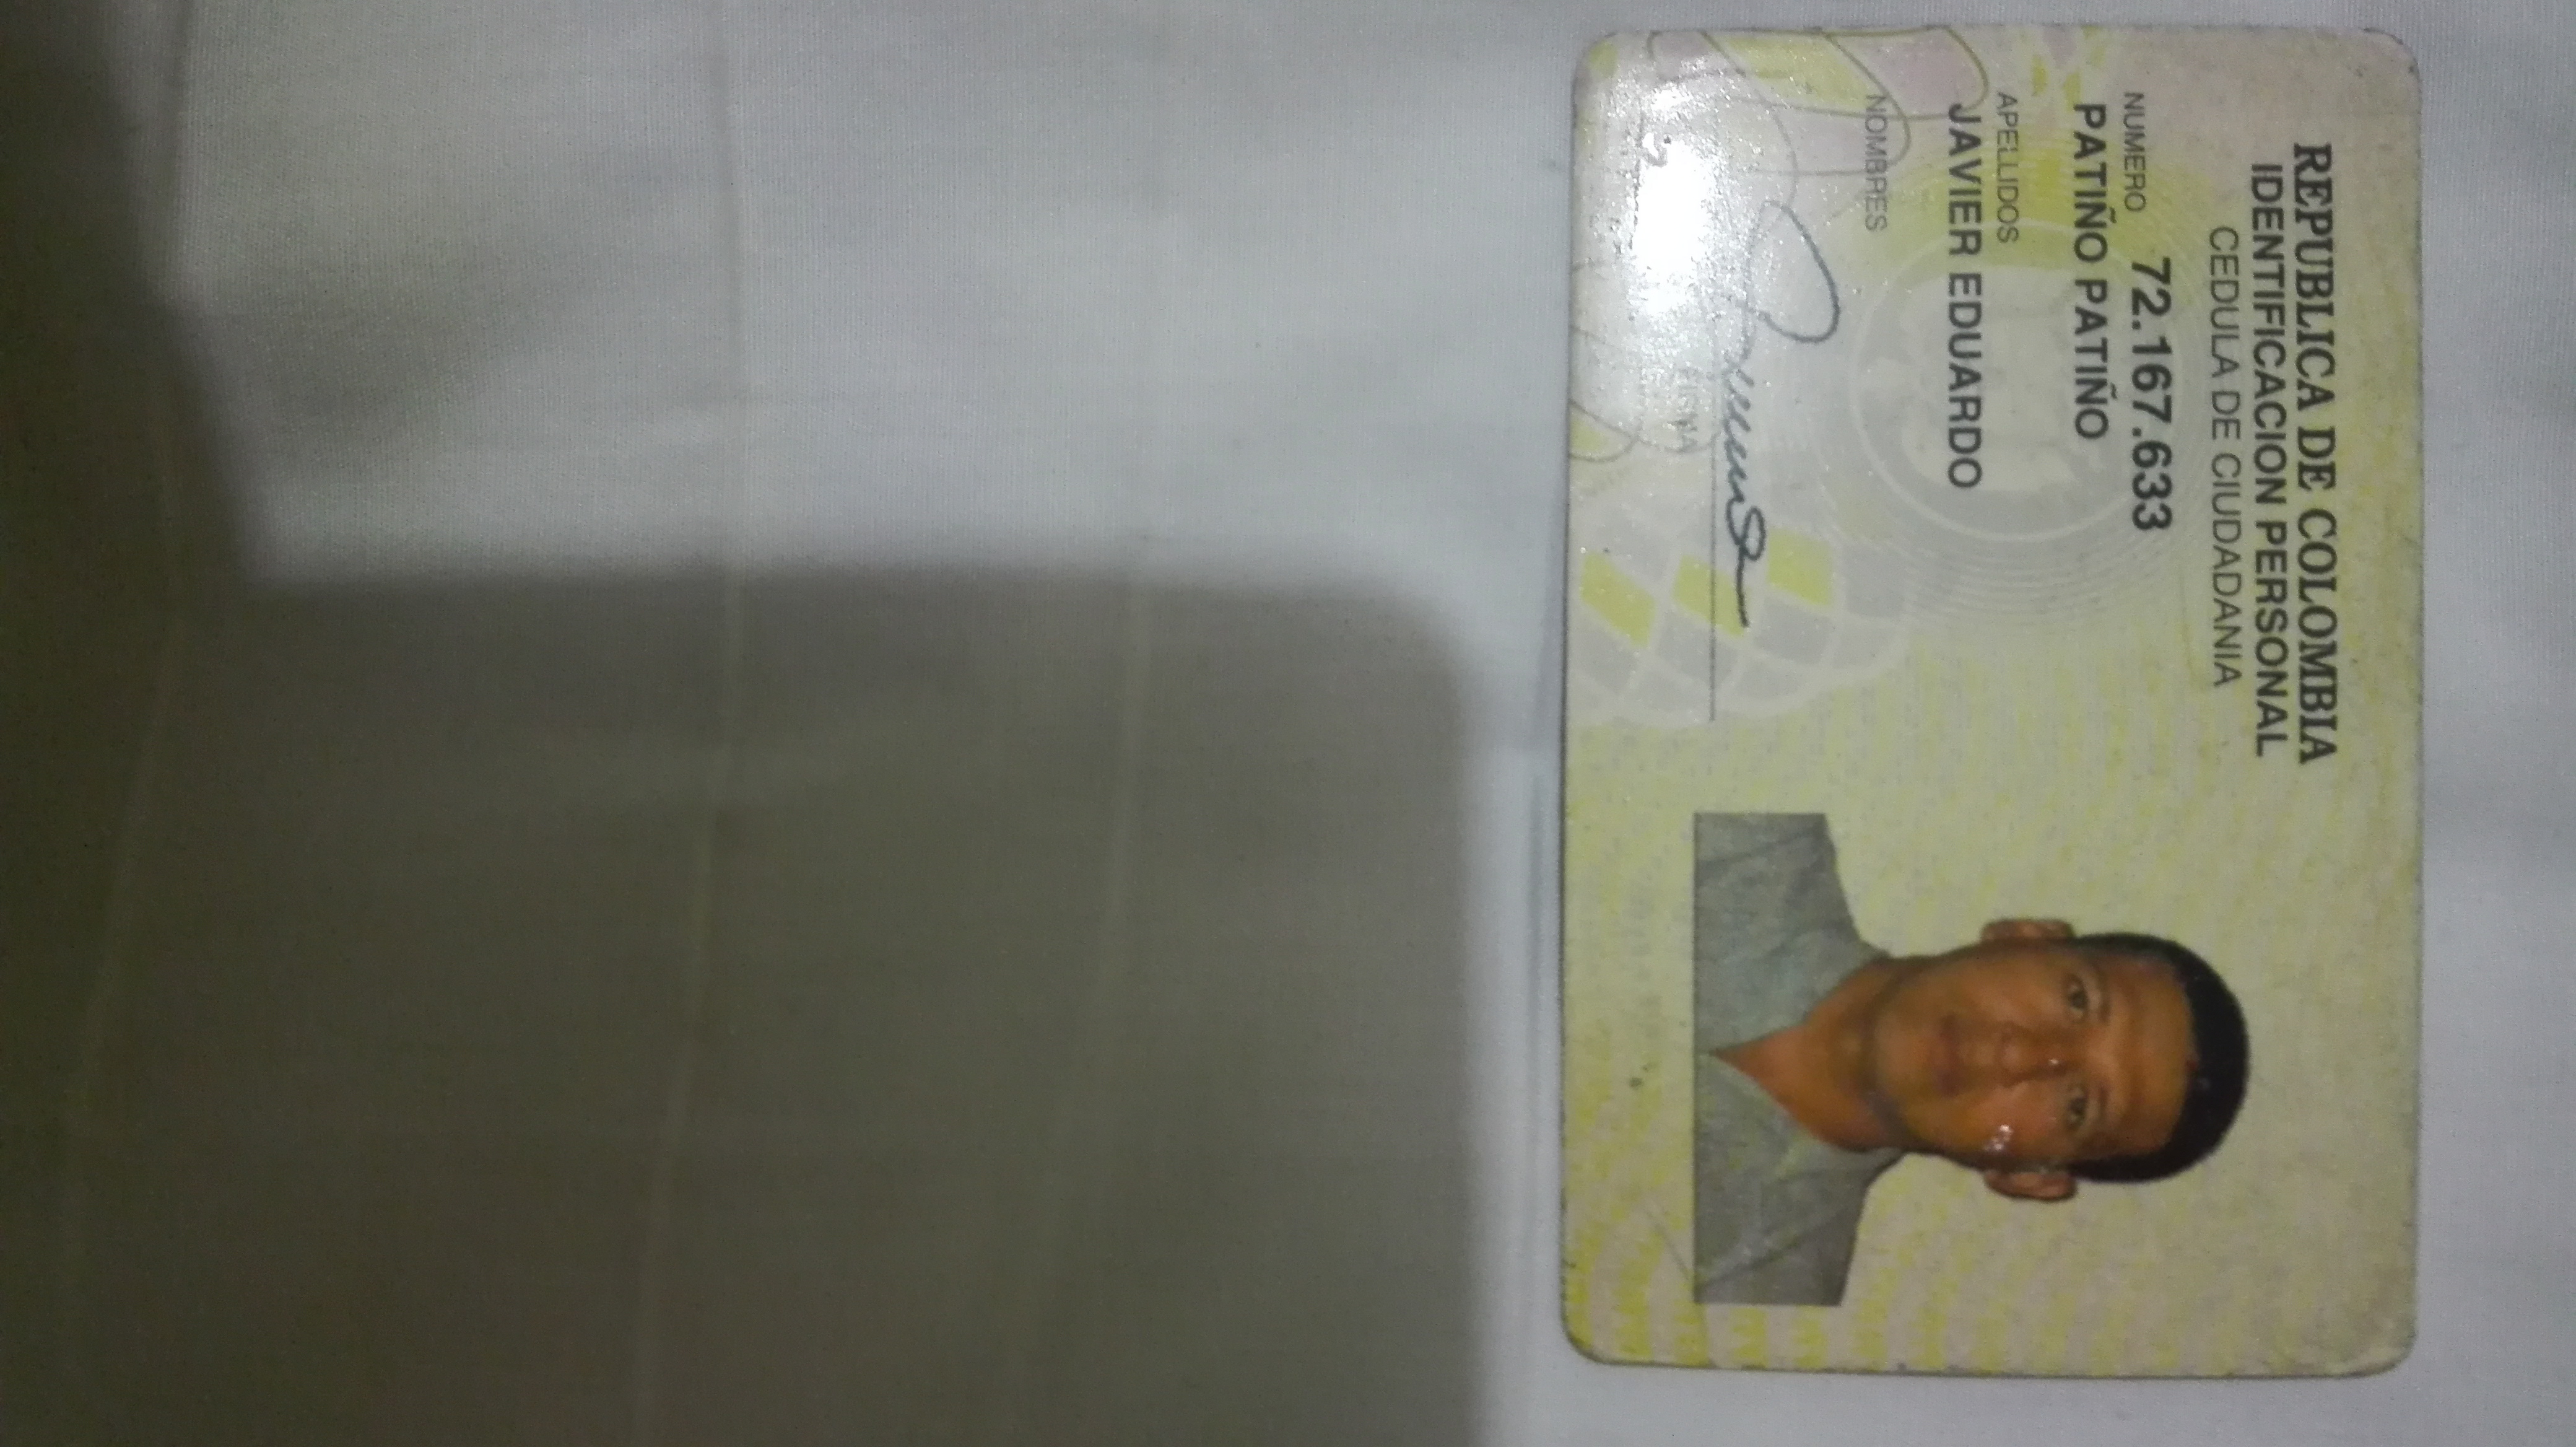 REPUBLICA DE COLOMBIA
IDENTIFICACION PERSONAL
CEDULA DE CIUDADANIA
NUMERO 72.167.633
PATIÑO PATIÑO
APELLIDOS
JAVIER EDUARDO
NOMBRES
FIRMA